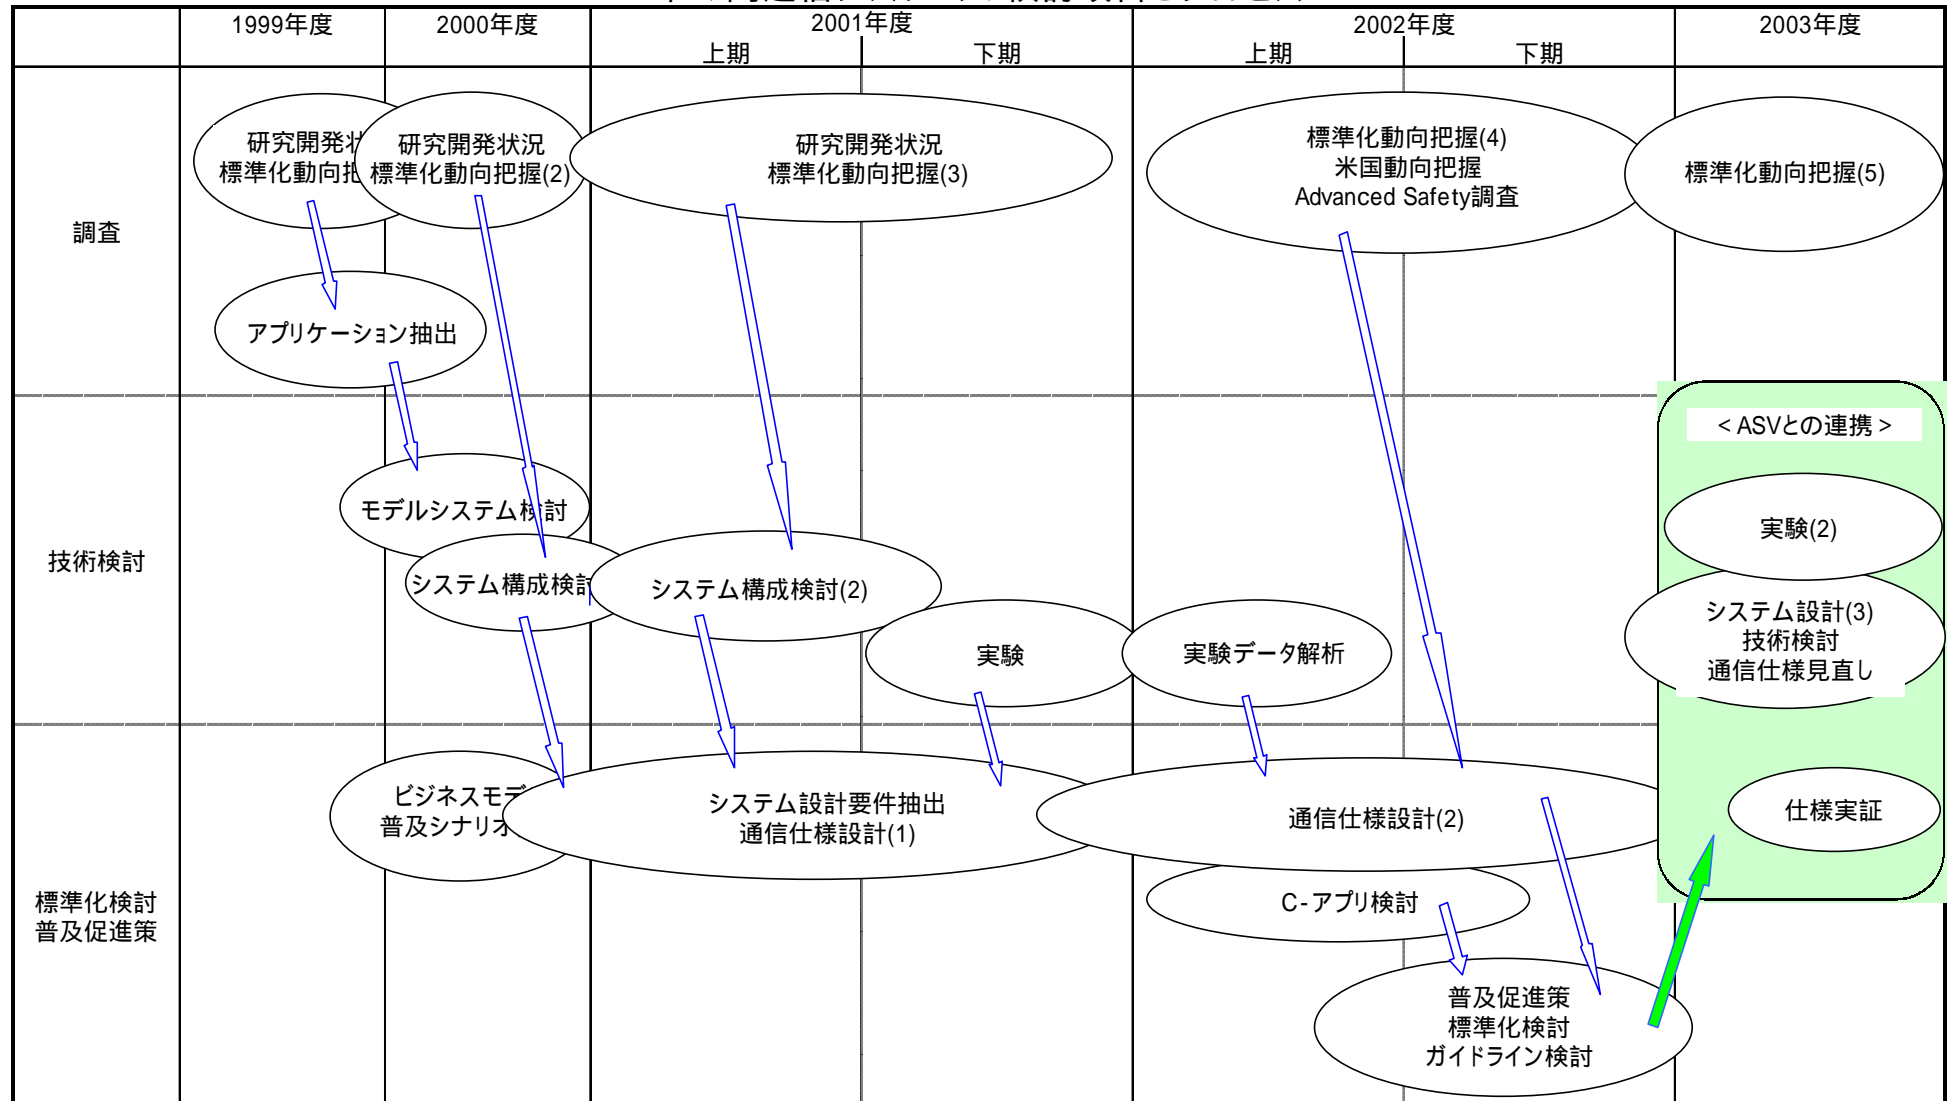 1999年度
2000年度
2001年度
2002年度
2003年度
上期
下期
上期
下期
調査
研究開発状
標準化動向把
研究開発状況
標準化動向把握(2)
研究開発状況
標準化動向把握(3)
標準化動向把握(4)
米国動向把握
Advanced Safety調査
標準化動向把握(5)
アプリケーション抽出
技術検討
モデルシステム検討
システム構成検討
システム構成検討(2)
実験
実験データ解析
<ASVとの連携>
実験(2)
システム設計(3)
技術検討
通信仕様見直し
標準化検討
普及促進策
ビジネスモデ
普及シナリオ
システム設計要件抽出
通信仕様設計(1)
通信仕様設計(2)
仕様実証
C-アプリ検討
普及促進策
標準化検討
ガイドライン検討